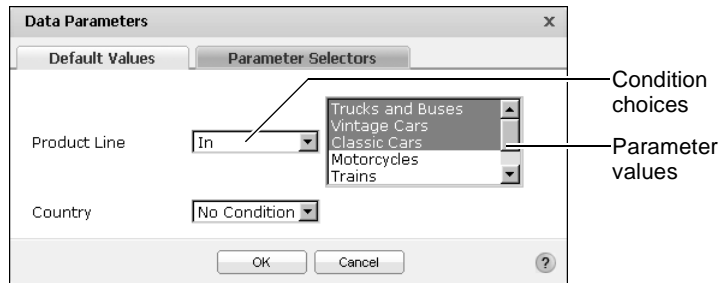 Data Parameters
x
Default Values
Parameter Selectors
Condition
choices
Product Line
In
Trucks and Buses
Vintage Cars
Classic Cars
Motorcycles
Trains
Parameter
values
Country
No Condition
OK
Cancel
?